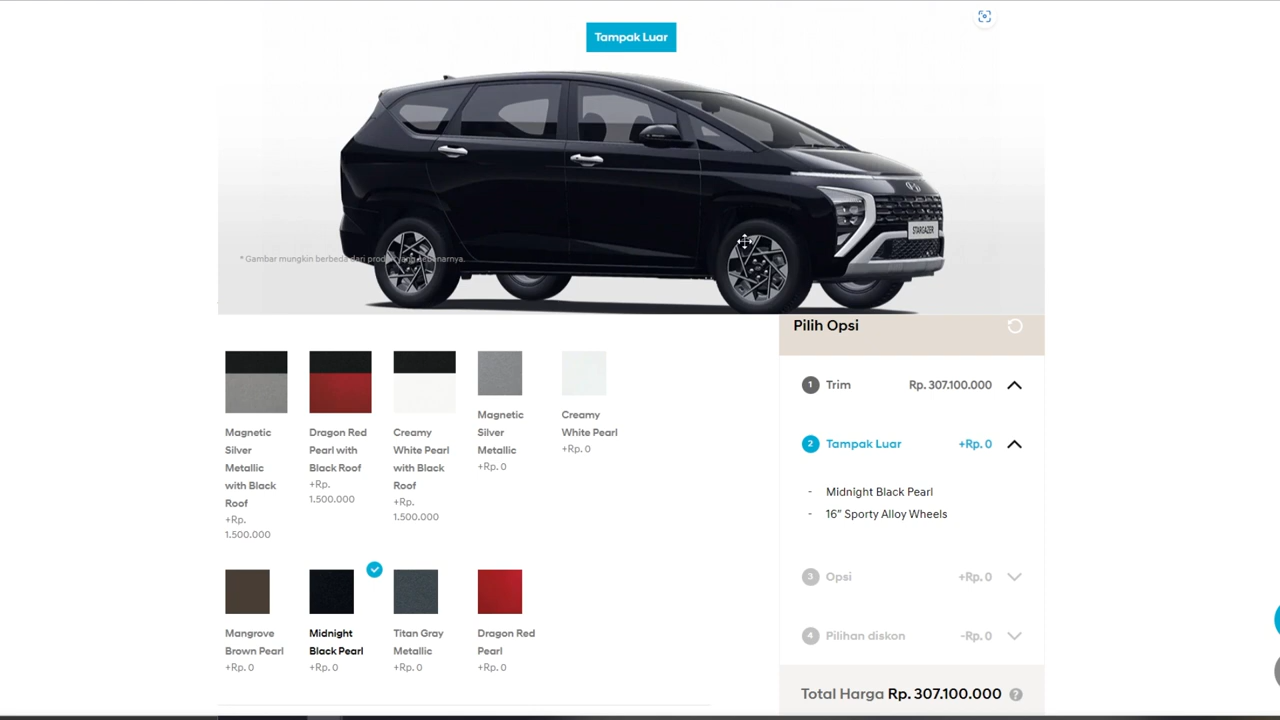 Tampak Luar
STARGAZER
* Gambar mungkin berbeda dari produk yang sebenarnya.
Magnetic
Silver
Metallic
with Black
Roof
+Rp.
1.500.000
Dragon Red
Pearl with
Black Roof
+Rp.
1.500.000
Creamy
White Pearl
with Black
Roof
+Rp.
1.500.000
Magnetic
Silver
Metallic
+Rp. 0
Creamy
White Pearl
+Rp. 0
Mangrove
Brown Pearl
+Rp. 0
Midnight
Black Pearl
+Rp. 0
Titan Gray
Metallic
+Rp. 0
Dragon Red
Pearl
+Rp. 0
Pilih Opsi
1 Trim Rp. 307.100.000
2 Tampak Luar +Rp. 0
- Midnight Black Pearl
- 16” Sporty Alloy Wheels
3 Opsi +Rp. 0
4 Pilihan diskon -Rp. 0
Total Harga Rp. 307.100.000 ?